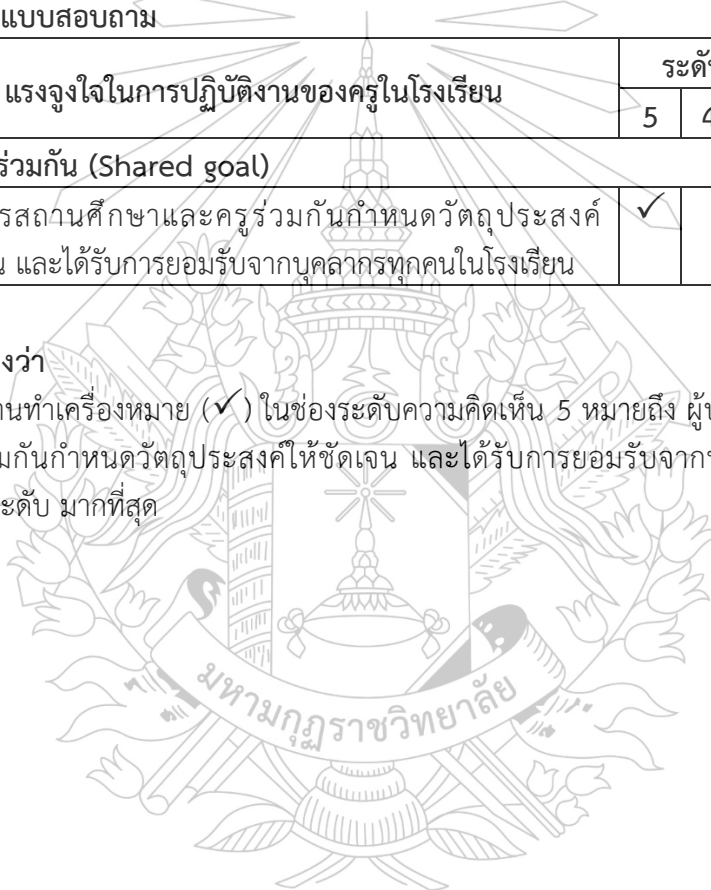 แบบสอบถาม
แรงจูงใจในการปฏิบัติงานของครูในโรงเรียน
5
ร่วมกัน (Shared goal)
รสถานศึกษาและครูร่วมกันกำหนดวัตถุประสงค์ ✓
น และได้รับการยอมรับจากบุคลากรทุกคนในโรงเรียน
งว่า
านทำเครื่องหมาย (✓) ในช่องระดับความคิดเห็น 5 หมายถึง
มกันกำหนดวัตถุประสงค์ให้ชัดเจน และได้รับการยอมรับจาก
ะดับ มากที่สุด
มหามกุฏราชวิทยาลัย